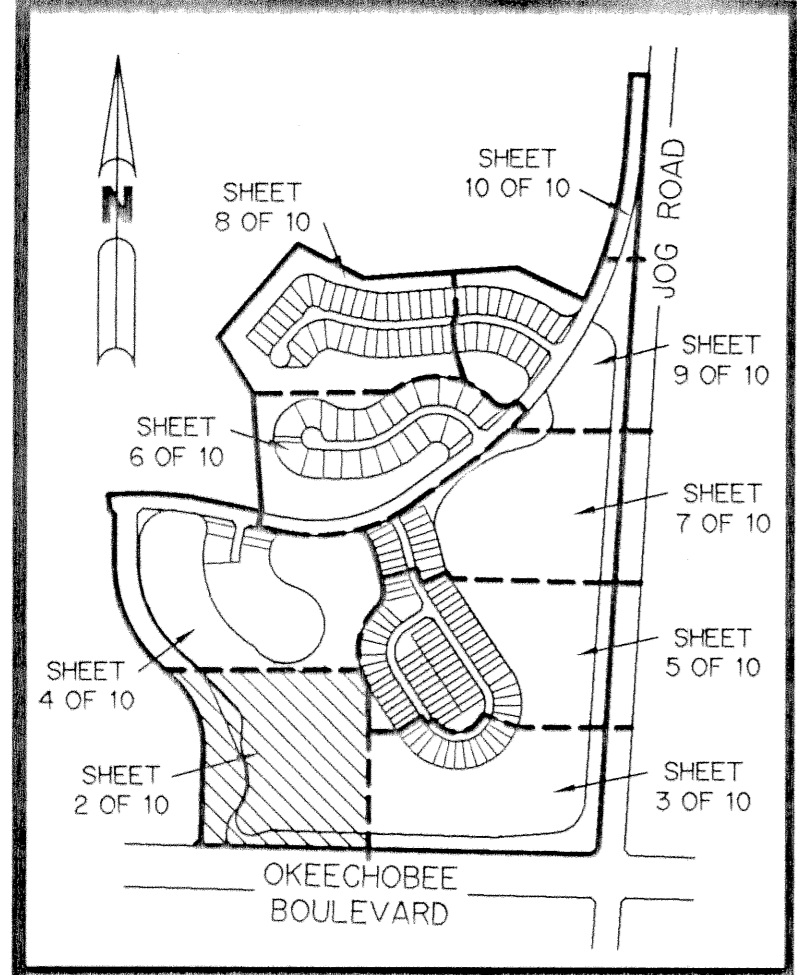 N
SHEET
10 OF 10
JOG ROAD
SHEET
8 OF 10
SHEET
9 OF 10
SHEET
6 OF 10
SHEET
7 OF 10
SHEET
4 OF 10
SHEET
5 OF 10
SHEET
2 OF 10
SHEET
3 OF 10
OKEECHOBEE
BOULEVARD